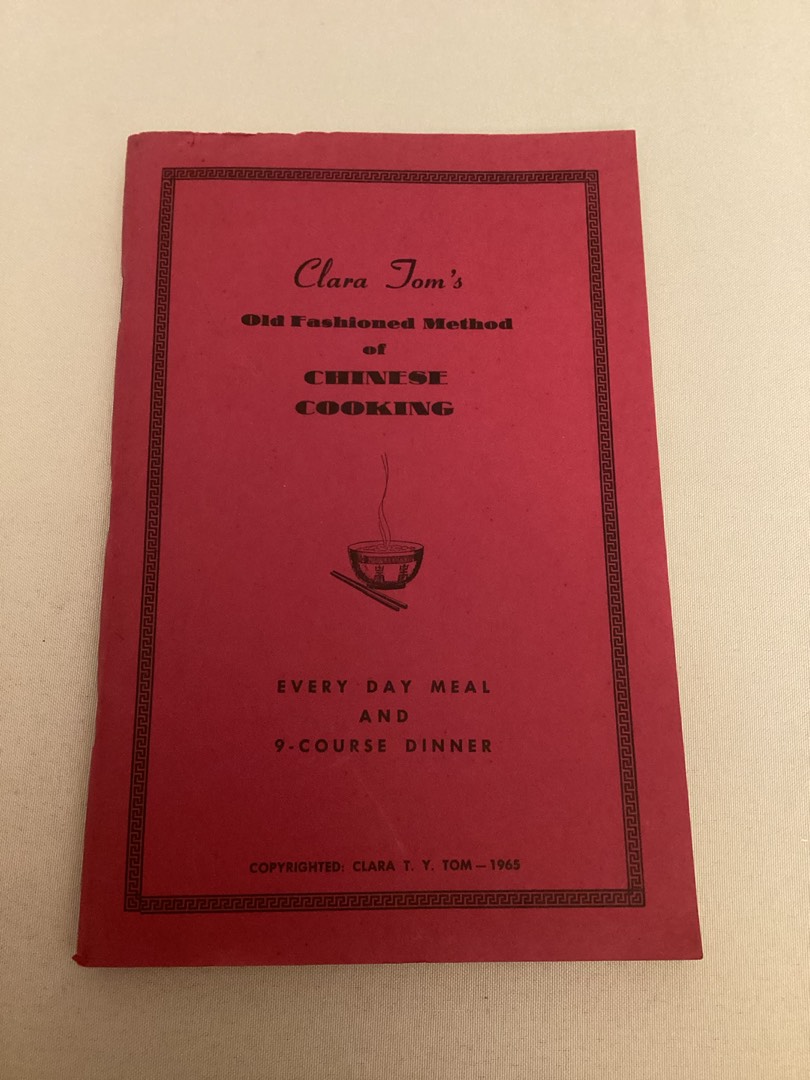 Clara Tom's
Old Fashioned Method
of
CHINESE
COOKING
EVERY DAY MEAL
AND
9-COURSE DINNER
COPYRIGHTED: CLARA T. Y. TOM — 1965